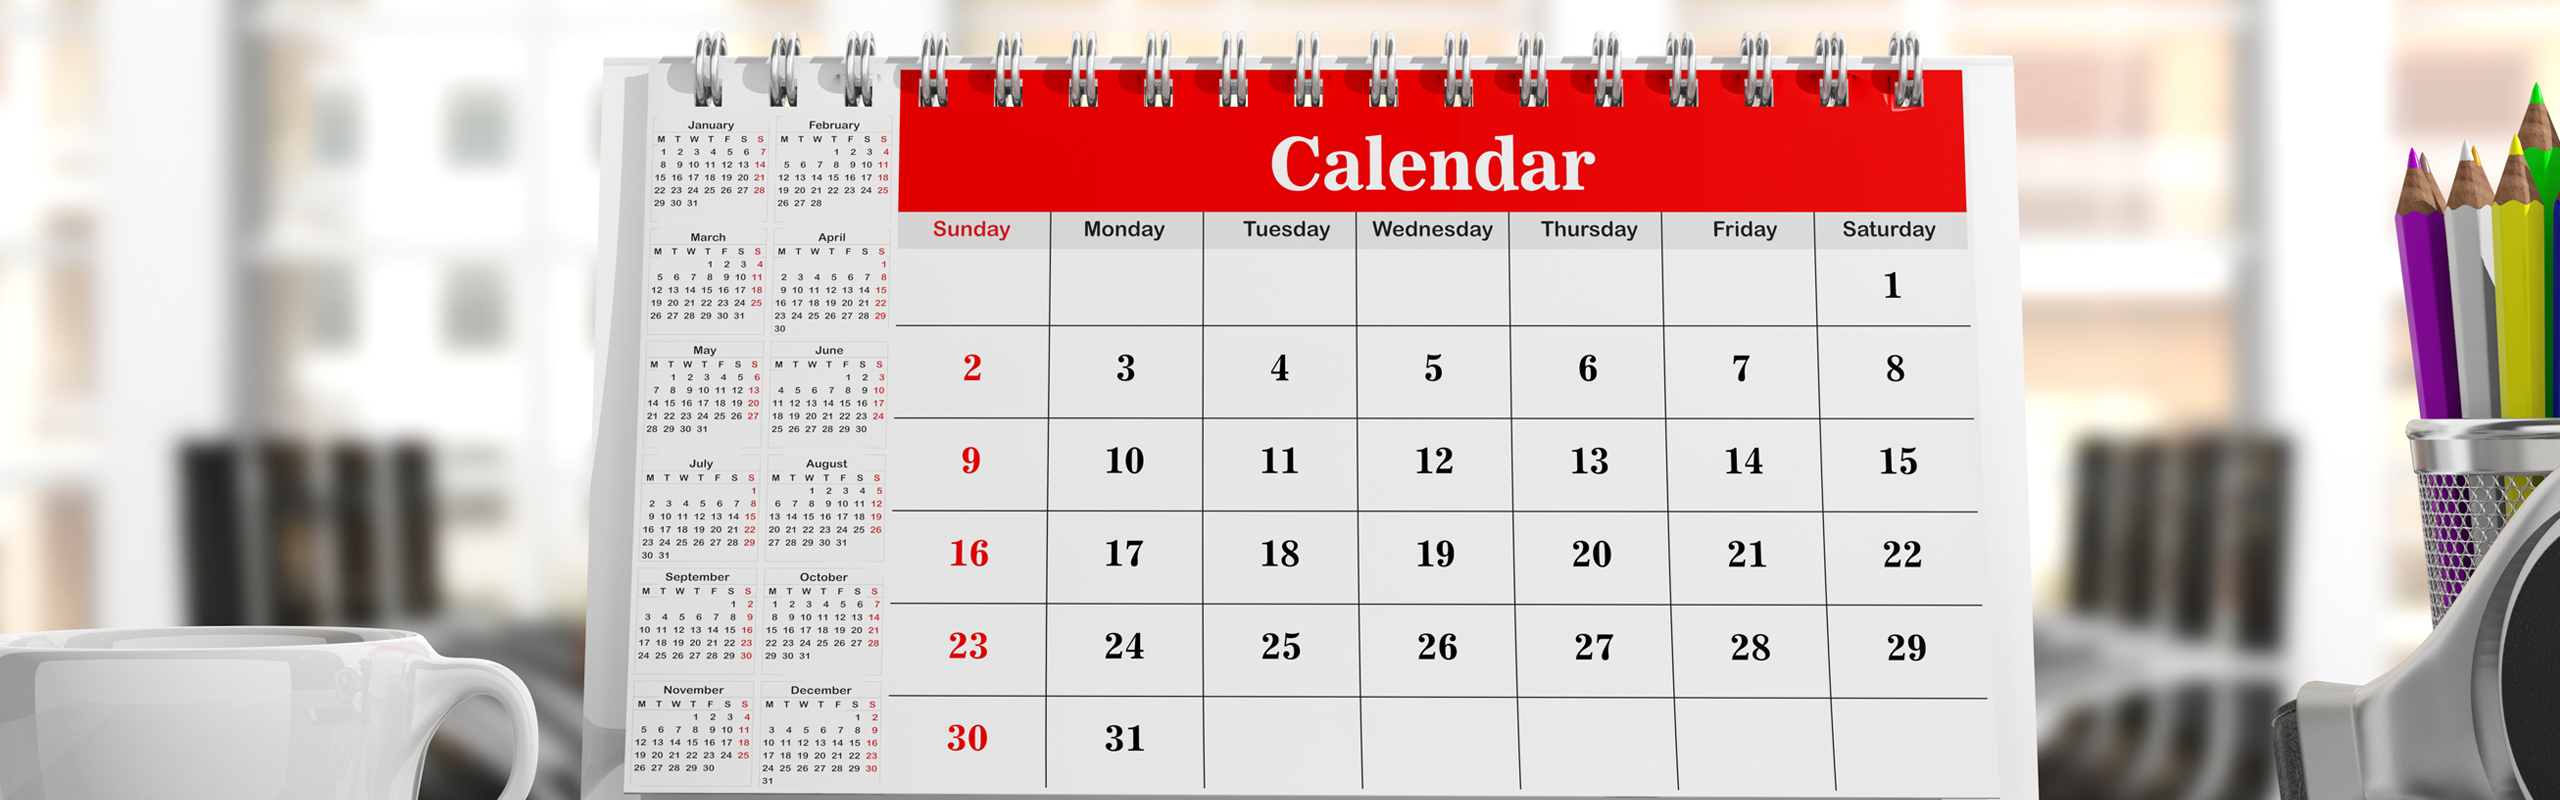 January
M T W T F S S
1 2 3 4 5 6 7
8 9 10 11 12 13 14
15 16 17 18 19 20 21
22 23 24 25 26 27 28
29 30 31
February
M T W T F S S
1 2 3 4
5 6 7 8 9 10 11
12 13 14 15 16 17 18
19 20 21 22 23 24 25
26 27 28
March
M T W T F S S
1 2 3 4
5 6 7 8 9 10 11
12 13 14 15 16 17 18
19 20 21 22 23 24 25
26 27 28 29 30 31
April
M T W T F S S
1
2 3 4 5 6 7 8
9 10 11 12 13 14 15
16 17 18 19 20 21 22
23 24 25 26 27 28 29
30
May
M T W T F S S
1 2 3 4 5 6
7 8 9 10 11 12 13
14 15 16 17 18 19 20
21 22 23 24 25 26 27
28 29 30 31
June
M T W T F S S
1 2 3
4 5 6 7 8 9 10
11 12 13 14 15 16 17
18 19 20 21 22 23 24
25 26 27 28 29 30
July
M T W T F S S
1
2 3 4 5 6 7 8
9 10 11 12 13 14 15
16 17 18 19 20 21 22
23 24 25 26 27 28 29
30 31
August
M T W T F S S
1 2 3 4 5
6 7 8 9 10 11 12
13 14 15 16 17 18 19
20 21 22 23 24 25 26
27 28 29 30 31
September
M T W T F S S
1 2
3 4 5 6 7 8 9
10 11 12 13 14 15 16
17 18 19 20 21 22 23
24 25 26 27 28 29 30
October
M T W T F S S
1 2 3 4 5 6 7
8 9 10 11 12 13 14
15 16 17 18 19 20 21
22 23 24 25 26 27 28
29 30 31
November
M T W T F S S
1 2 3 4
5 6 7 8 9 10 11
12 13 14 15 16 17 18
19 20 21 22 23 24 25
26 27 28 29 30
December
M T W T F S S
1 2
3 4 5 6 7 8 9
10 11 12 13 14 15 16
17 18 19 20 21 22 23
24 25 26 27 28 29 30
31
Calendar
Sunday Monday Tuesday Wednesday Thursday Friday Saturday
1
2 3 4 5 6 7 8
9 10 11 12 13 14 15
16 17 18 19 20 21 22
23 24 25 26 27 28 29
30 31